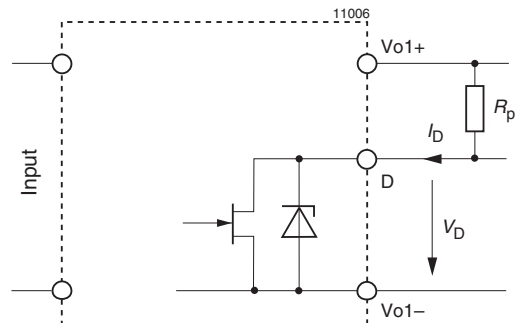 11006
Vo1+
Rp
ID
Input
D
VD
Vo1–